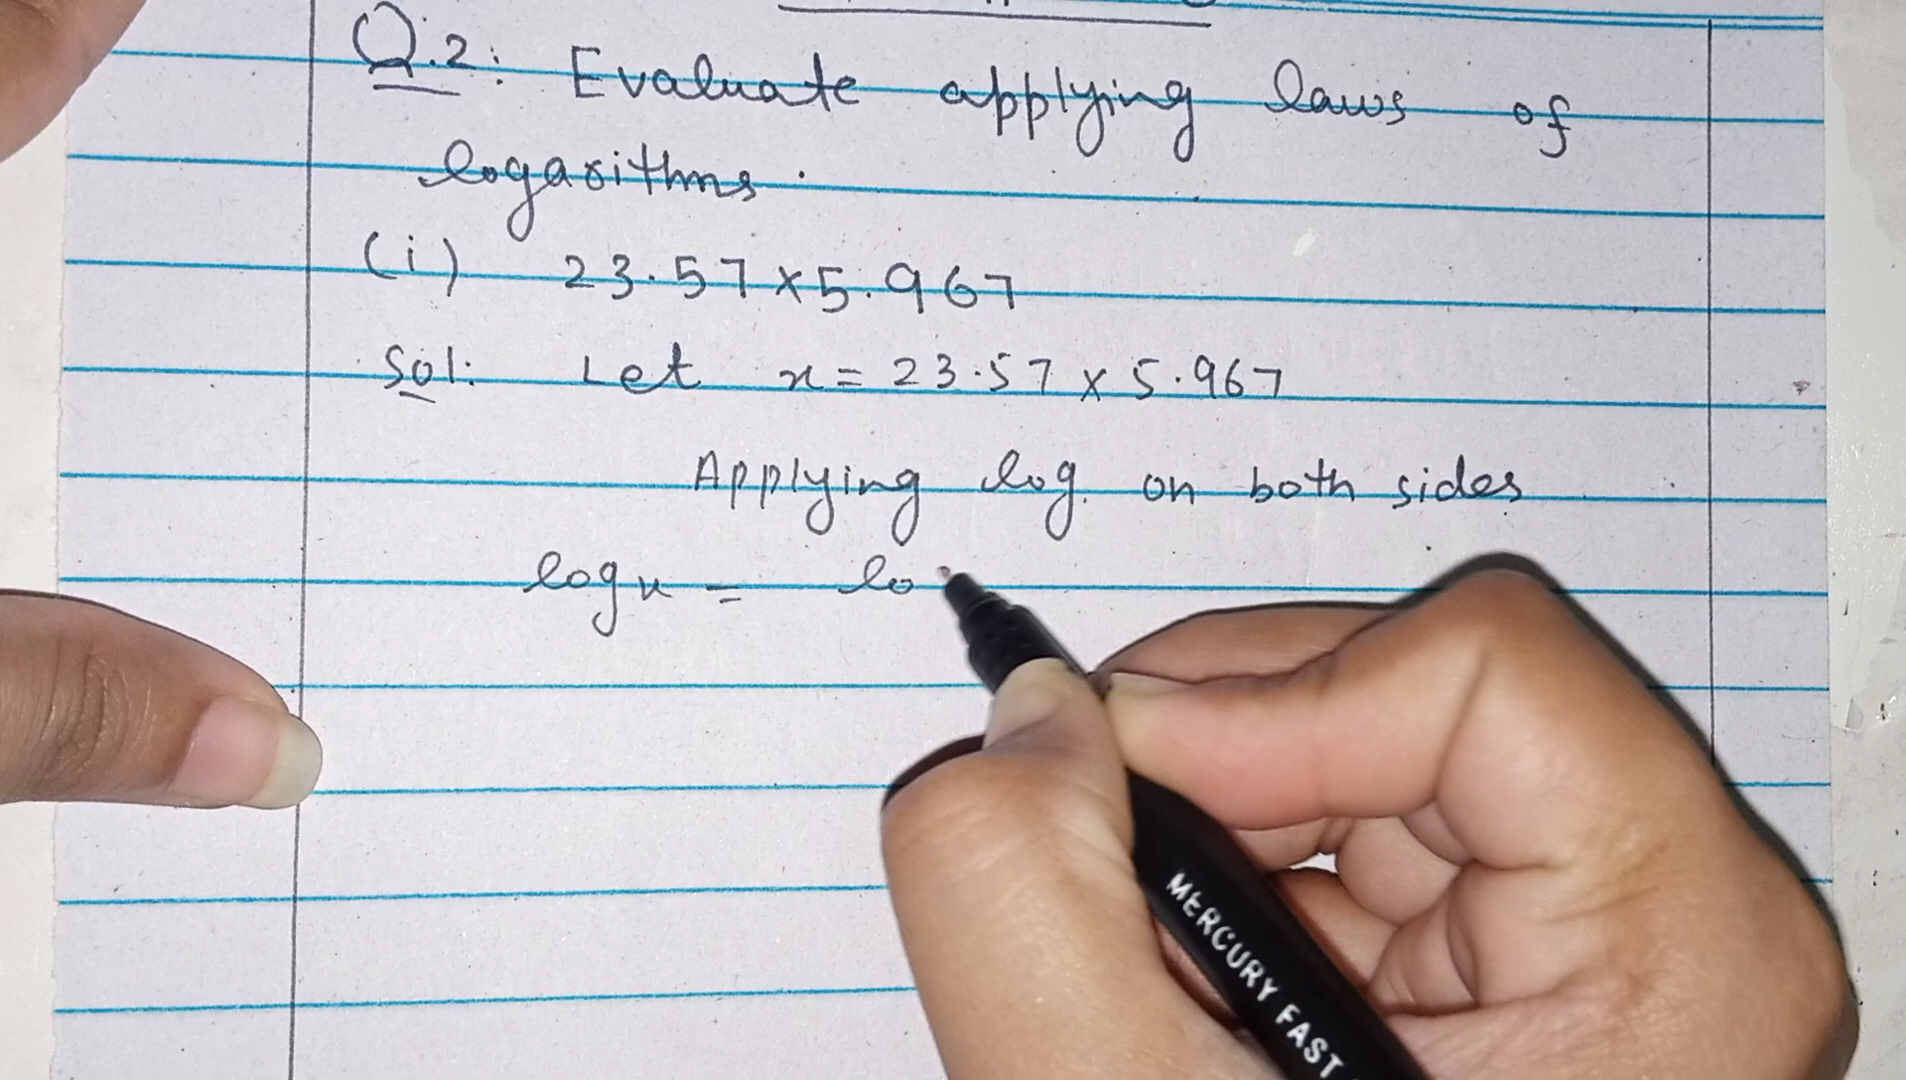 Q.2: Evaluate applying laws of
logarithms.
(i) 23.57×5.967
Sol: Let x = 23.57 × 5.967
Applying log on both sides
log x = lo
MERCURY FAST